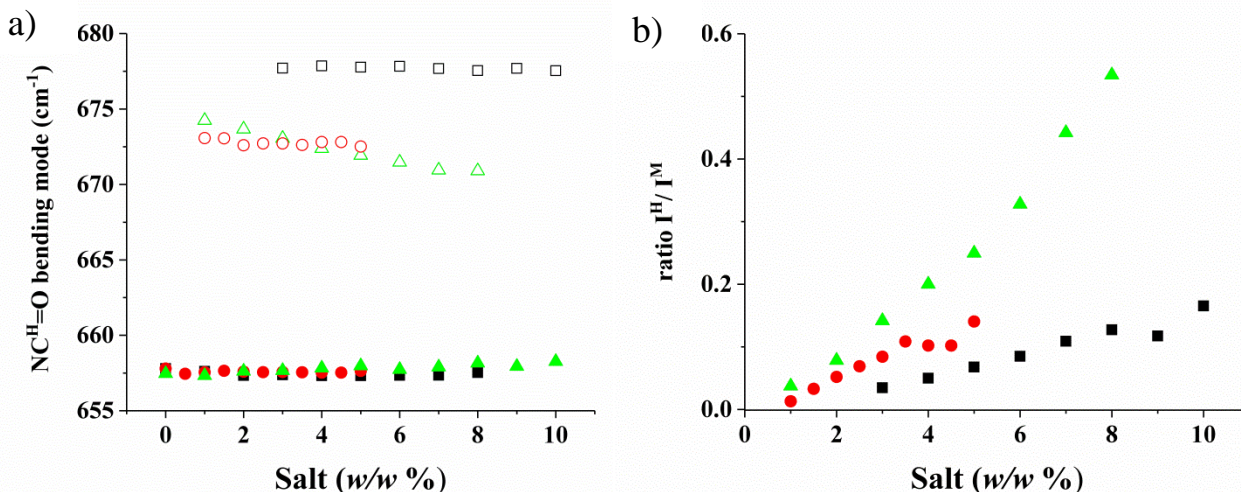 a)
680
675
670
665
660
655
0 2 4 6 8 10
NC^H=O bending mode (cm^-1)
Salt (w/w %)
b)
0.6
0.4
0.2
0.0
0 2 4 6 8 10
ratio I^H/ I^M
Salt (w/w %)